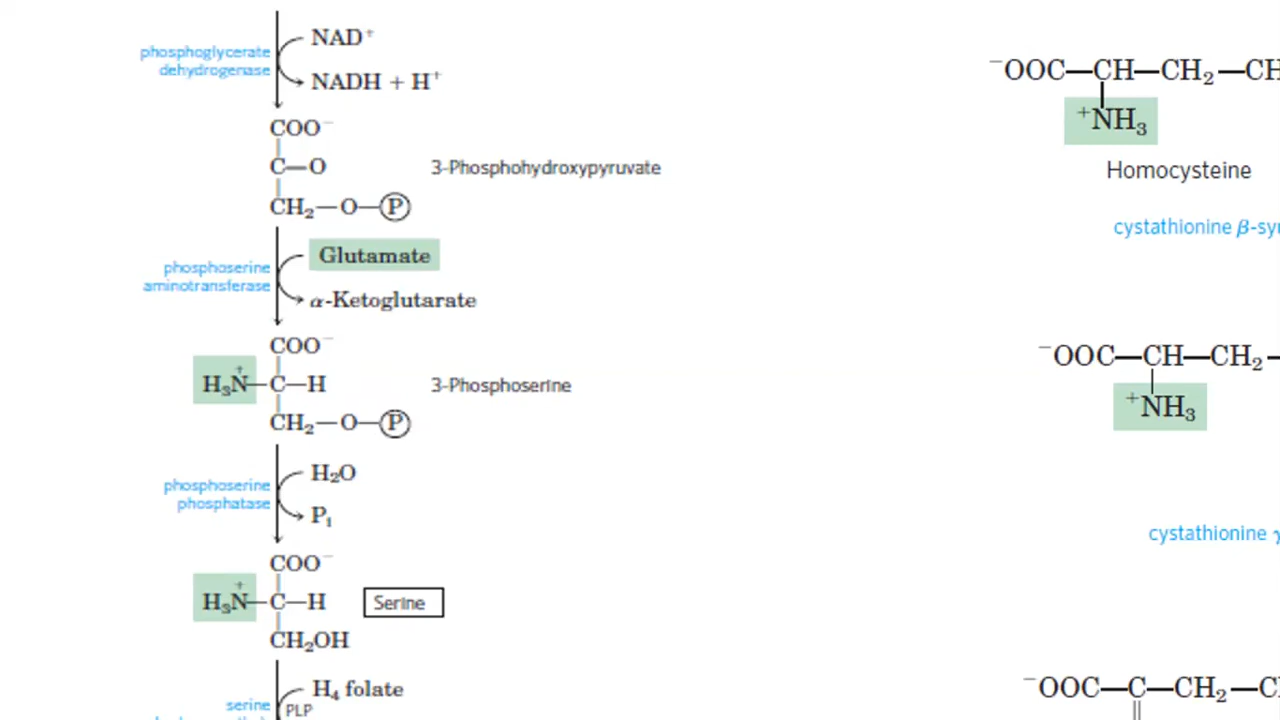 NAD⁺
phosphoglycerate
dehydrogenase
NADH + H⁺
COO⁻
C—O
3-Phosphohydroxypyruvate
CH₂—O—P
Glutamate
phosphoserine
aminotransferase
α-Ketoglutarate
COO⁻
H₃N⁺—C—H
3-Phosphoserine
CH₂—O—P
H₂O
phosphoserine
phosphatase
Pᵢ
COO⁻
H₃N⁺—C—H
Serine
CH₂OH
H₄ folate
serine
PLP
⁻OOC—CH—CH₂—CH
⁺NH₃
Homocysteine
cystathionine β-sy
⁻OOC—CH—CH₂—
⁺NH₃
cystathionine γ
⁻OOC—C—CH₂—C